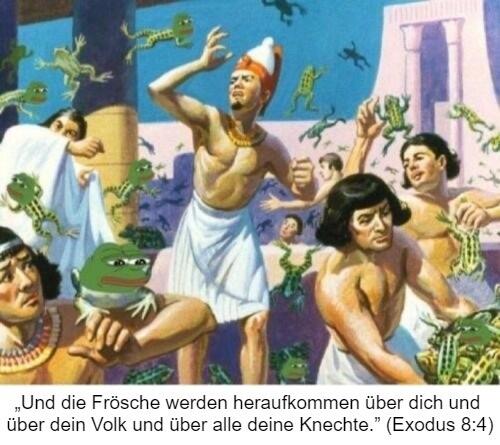 „Und die Frösche werden heraufkommen über dich und
über dein Volk und über alle deine Knechte.” (Exodus 8:4)